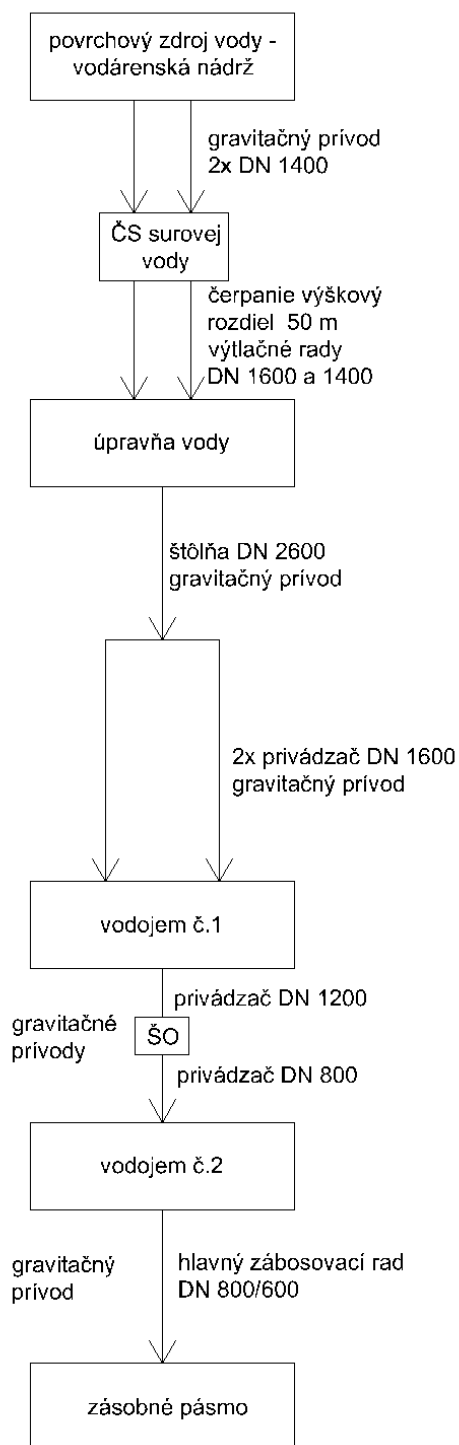 povrchový zdroj vody -
vodárenská nádrž
gravitačný prívod
2x DN 1400
ČS surovej
vody
čerpanie výškový
rozdiel 50 m
výtlačné rady
DN 1600 a 1400
úpravňa vody
štôlňa DN 2600
gravitačný prívod
2x privádzač DN 1600
gravitačný prívod
vodojem č.1
privádzač DN 1200
gravitačné
prívody
ŠO
privádzač DN 800
vodojem č.2
gravitačný
prívod
hlavný zábosovací rad
DN 800/600
zásobné pásmo